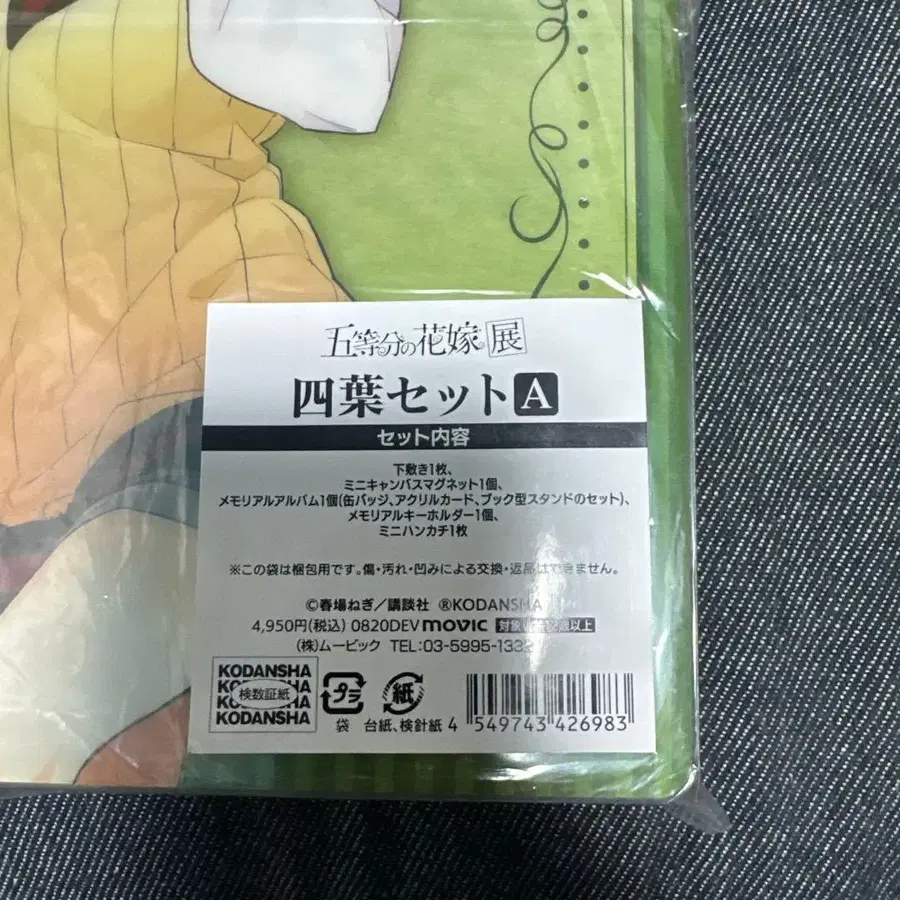 五等分の花嫁 展
四葉セットA
セット内容
下敷き1枚、
ミニキャンバスマグネット1個、
メモリアルアルバム1個(缶バッジ、アクリルカード、ブック型スタンドのセット)、
メモリアルキーホルダー1個、
ミニハンカチ1枚
※この袋は梱包用です。傷・汚れ・凹みによる交換・返品はできません。
©春場ねぎ/講談社 ®KODANSHA
4,950円(税込) 0820DEV movic 対象 以上
(株)ムービック TEL:03-5995-1332
KODANSHA
KODANSHA
検数証紙
KODANSHA
KODANSHA
プラ 紙
袋 台紙、検針紙
4 549743 426983